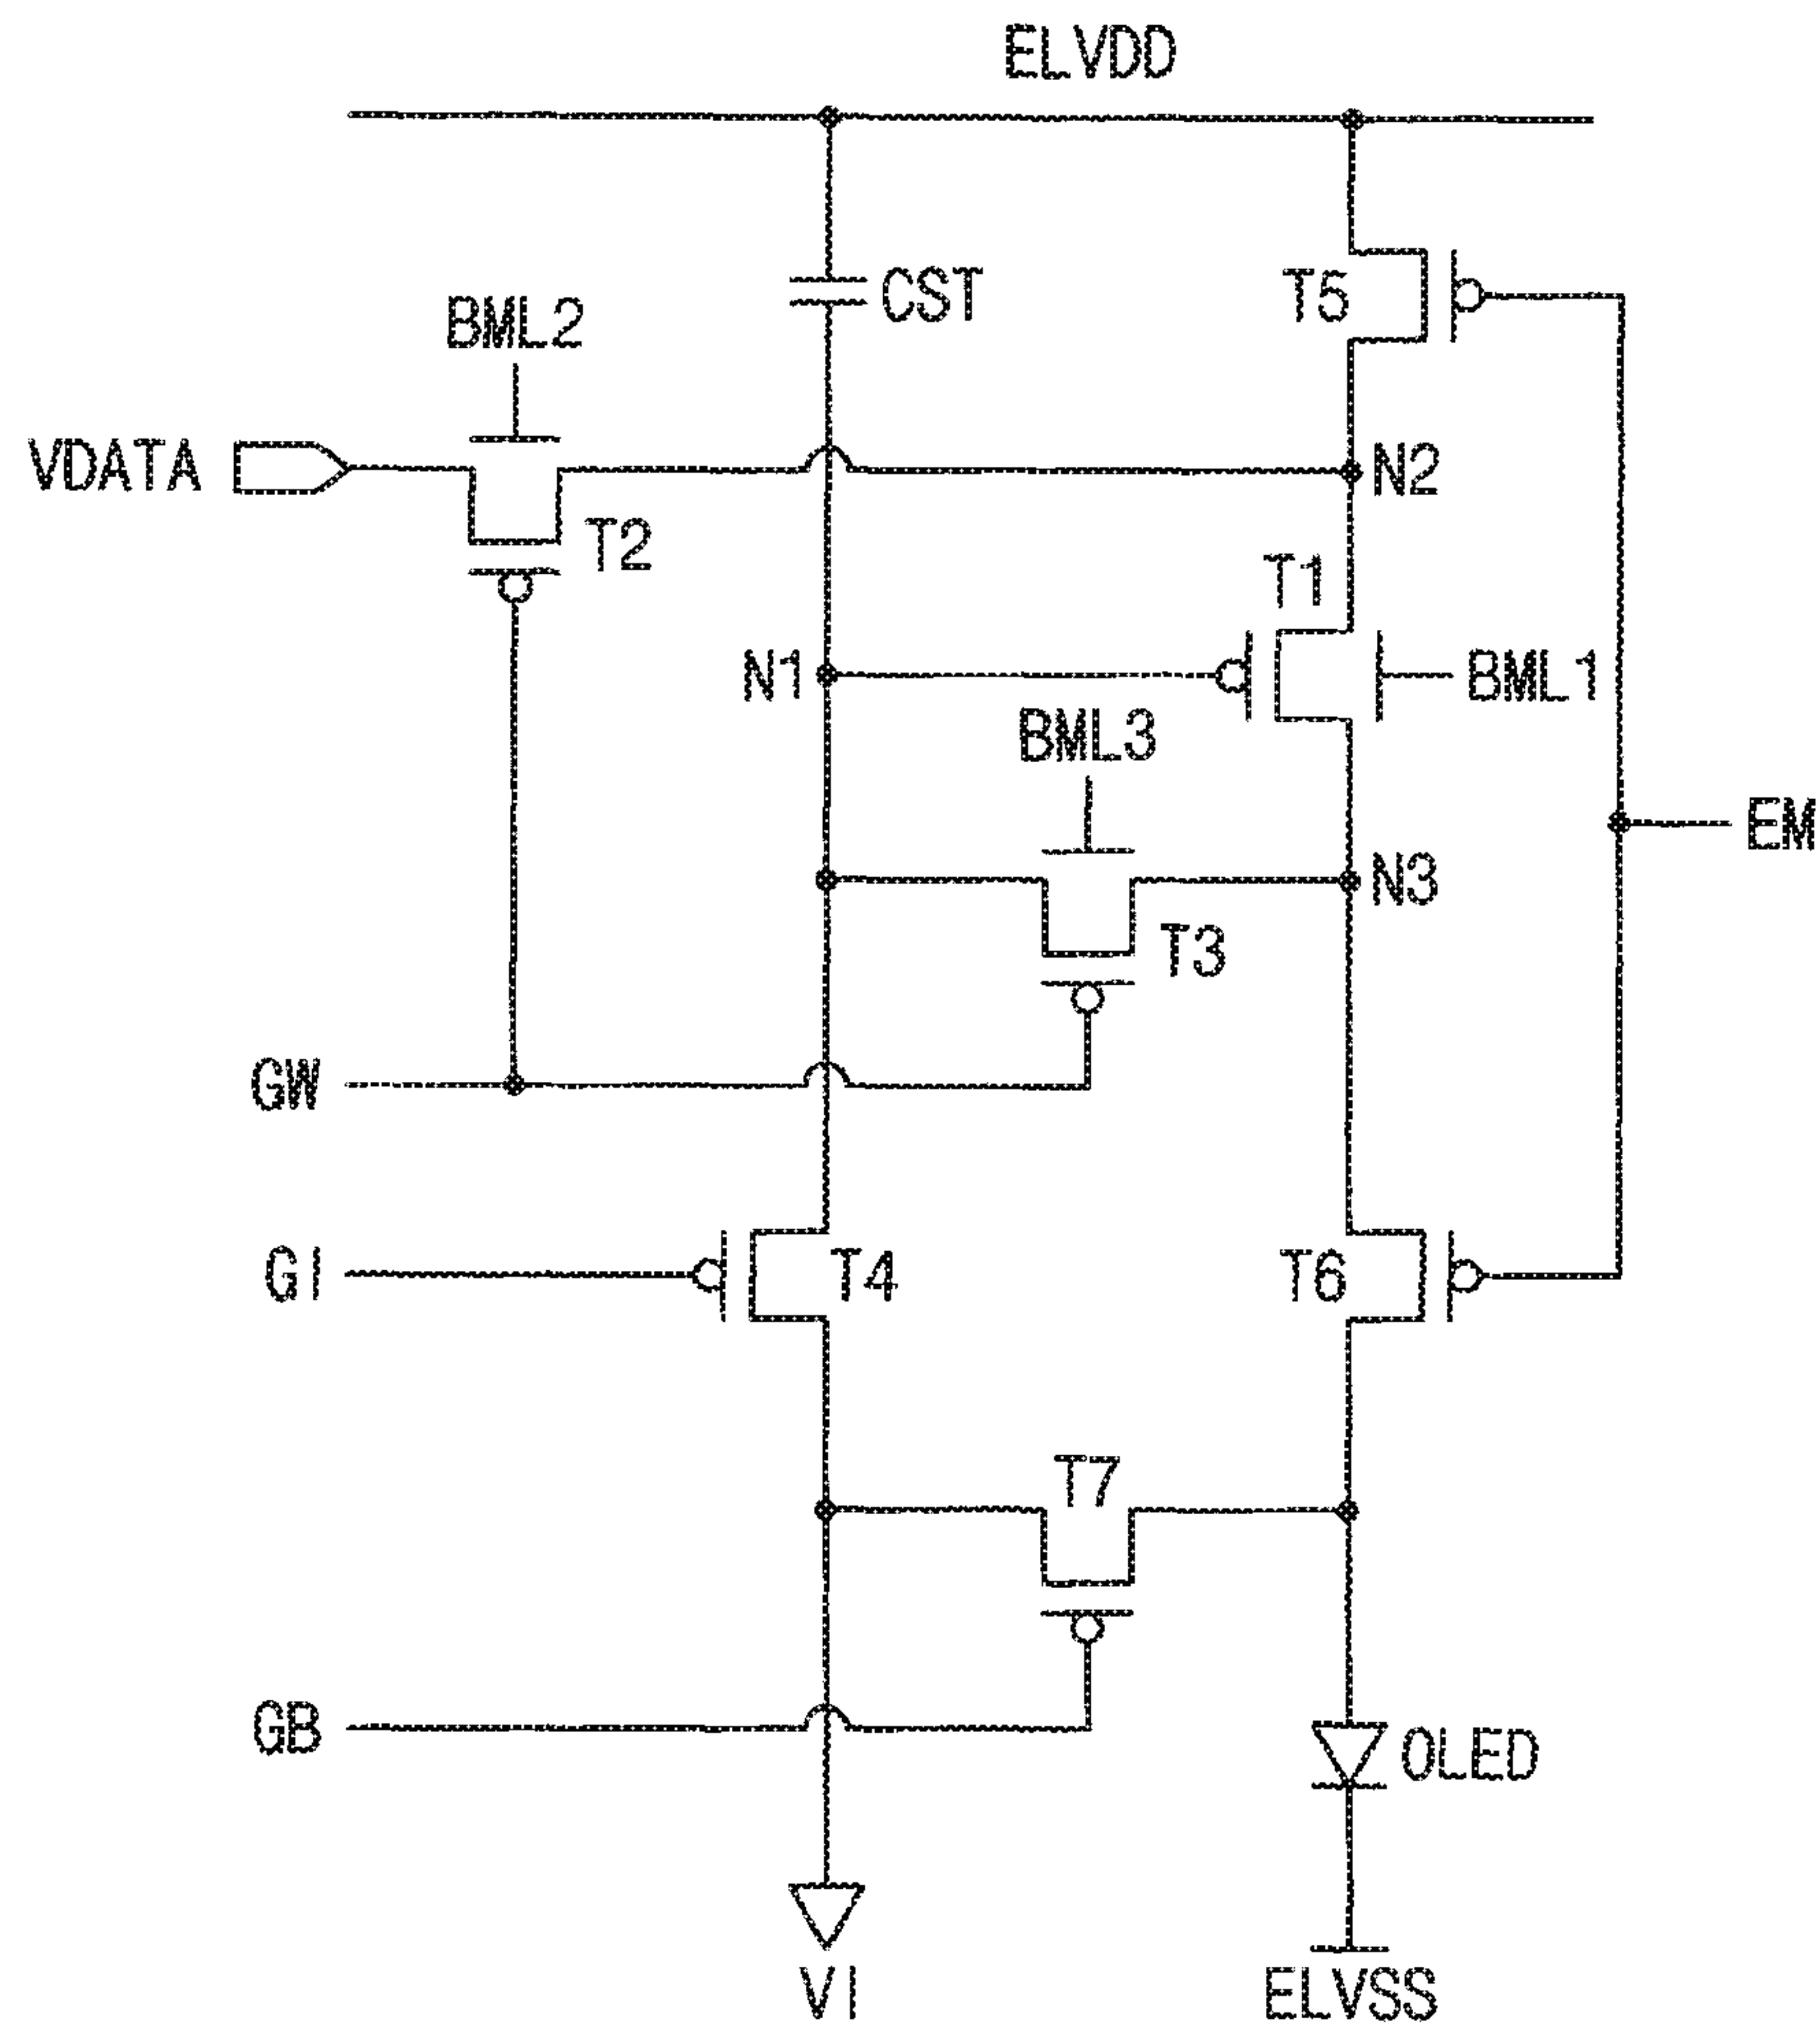 ELVDD
CST
T5
BML2
VDATA
N2
T2
T1
N1
BML1
BML3
EM
N3
T3
GW
GI
T4
T6
T7
GB
OLED
VI
ELVSS